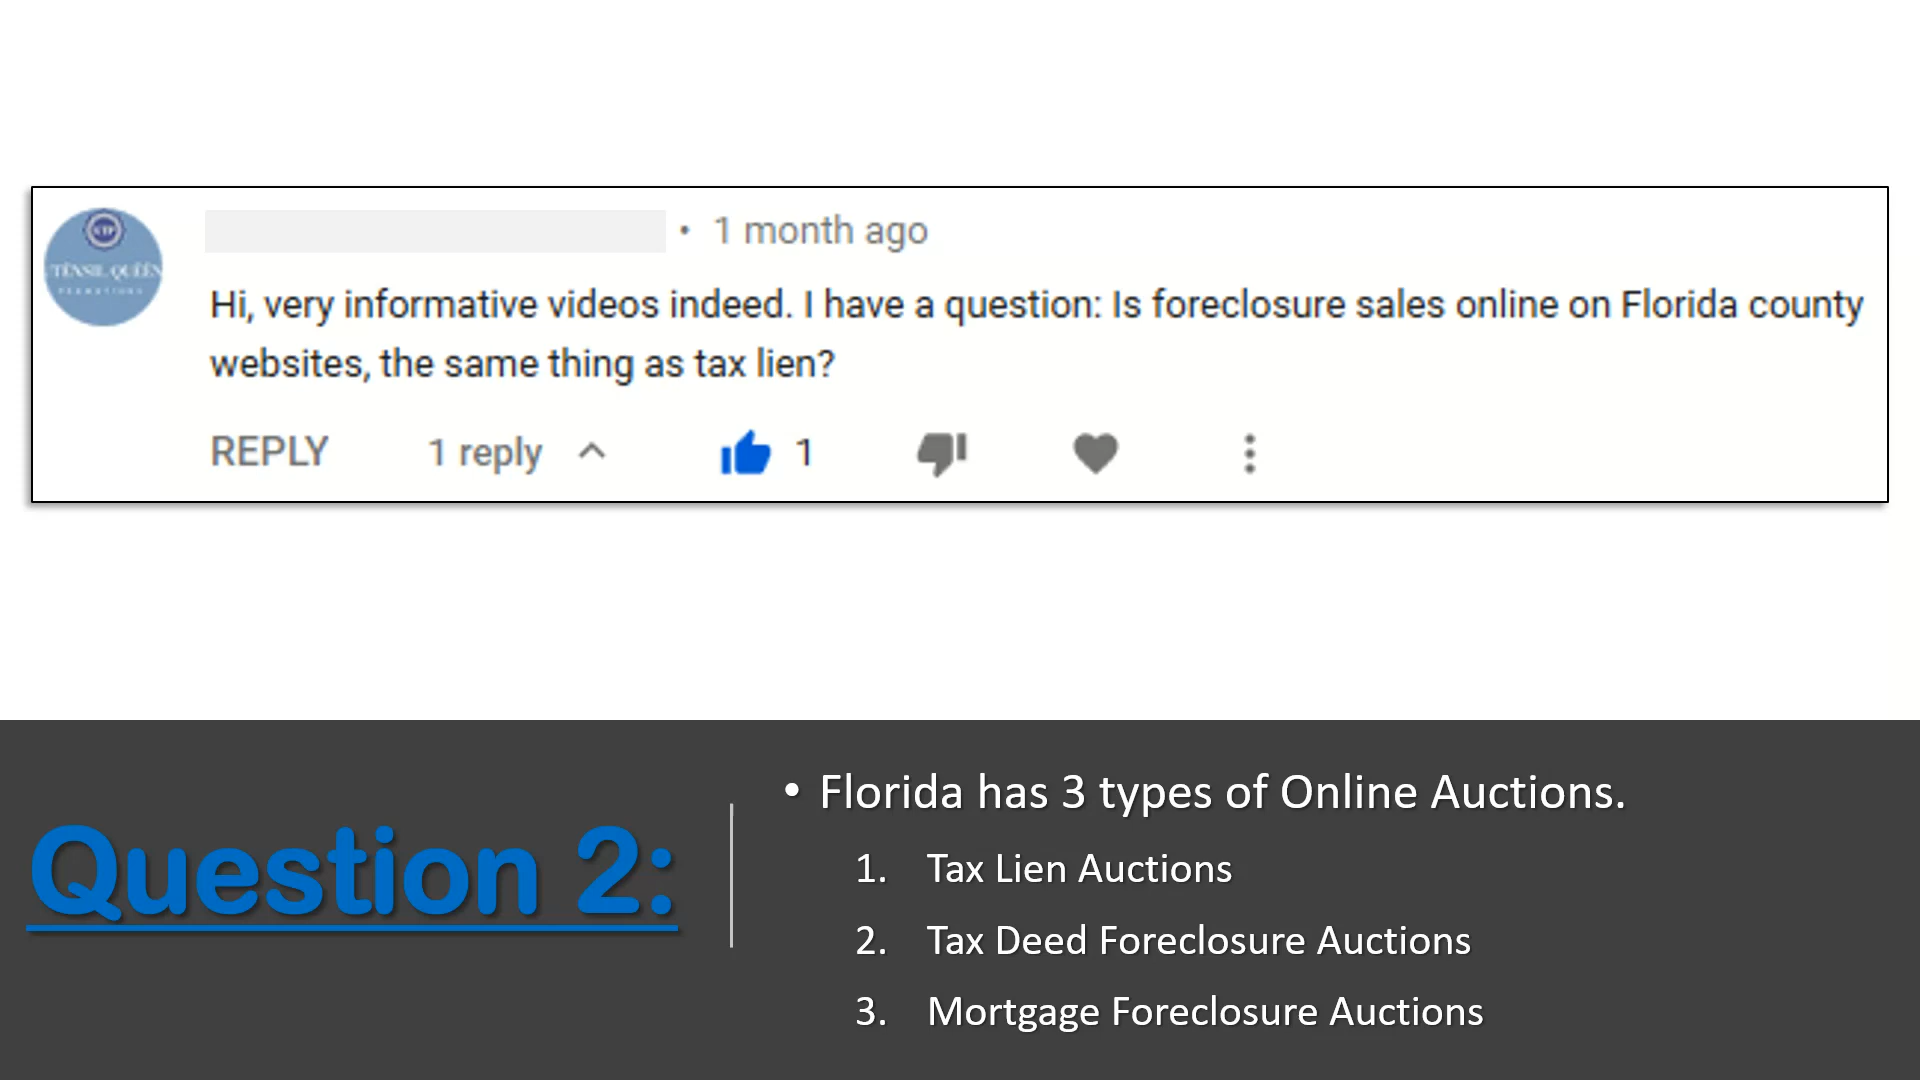 • 1 month ago
Hi, very informative videos indeed. I have a question: Is foreclosure sales online on Florida county
websites, the same thing as tax lien?
REPLY 1 reply 1
Question 2:
• Florida has 3 types of Online Auctions.
1. Tax Lien Auctions
2. Tax Deed Foreclosure Auctions
3. Mortgage Foreclosure Auctions